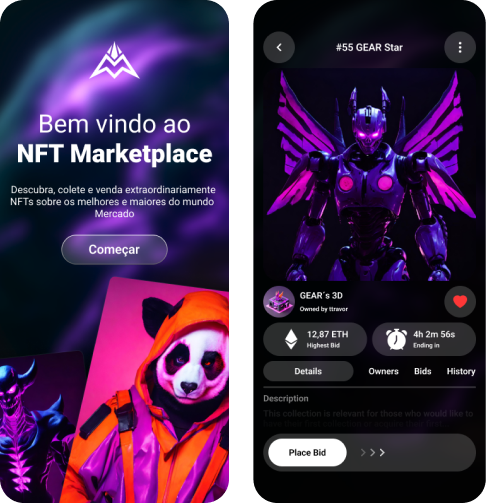 Bem vindo ao
NFT Marketplace
Descubra, colete e venda extraordinariamente
NFTs sobre os melhores e maiores do mundo
Mercado
Começar
#55 GEAR Star
GEAR´s 3D
Owned by ttravor
12,87 ETH
Highest Bid
4h 2m 56s
Ending in
Details
Owners
Bids
History
Description
This collection is relevant for those who would like to
Place Bid